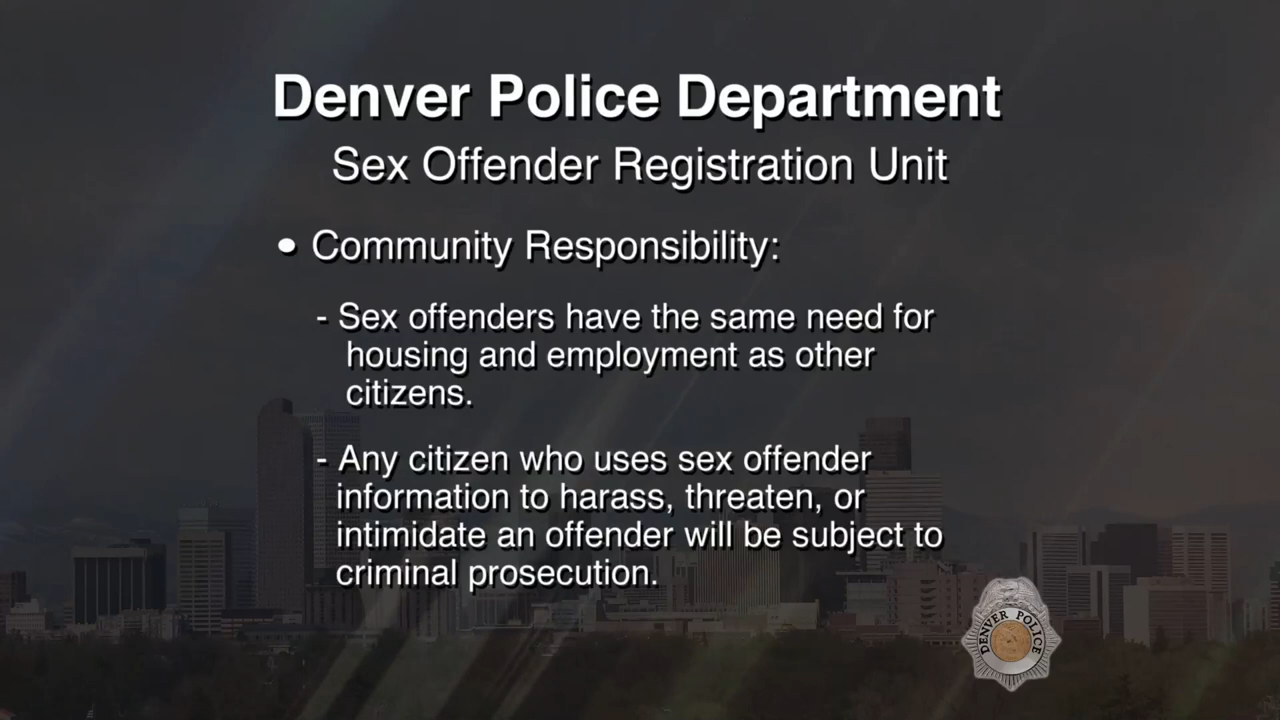 Denver Police Department
Sex Offender Registration Unit
• Community Responsibility:
- Sex offenders have the same need for
housing and employment as other
citizens.
- Any citizen who uses sex offender
information to harass, threaten, or
intimidate an offender will be subject to
criminal prosecution.
DENVER POLICE